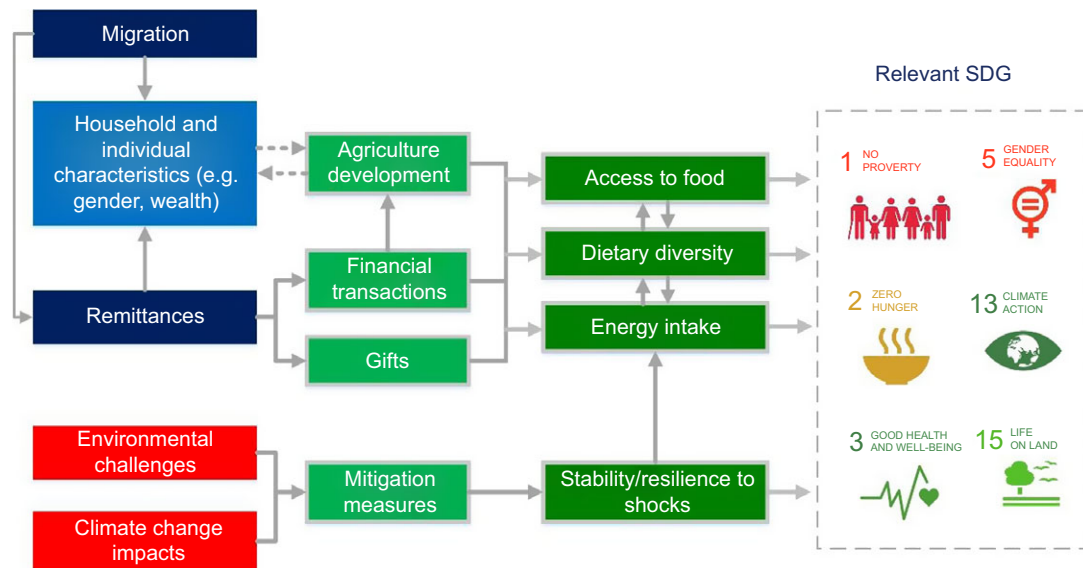 Migration
Relevant SDG
Household and
individual
characteristics (e.g.
gender, wealth)
Agriculture
development
Access to food
Financial
transactions
Dietary diversity
Remittances
Energy intake
Gifts
Environmental
challenges
Mitigation
measures
Stability/resilience to
shocks
Climate change
impacts
1 NO
PROVERTY
5 GENDER
EQUALITY
2 ZERO
HUNGER
13 CLIMATE
ACTION
3 GOOD HEALTH
AND WELL-BEING
15 LIFE
ON LAND